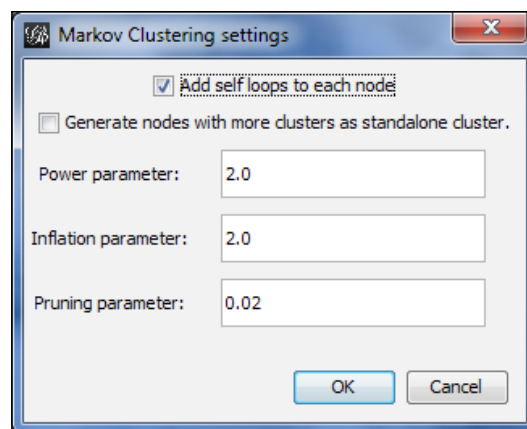 Markov Clustering settings
Add self loops to each node
Generate nodes with more clusters as standalone cluster.
Power parameter: 2.0
Inflation parameter: 2.0
Pruning parameter: 0.02
OK Cancel